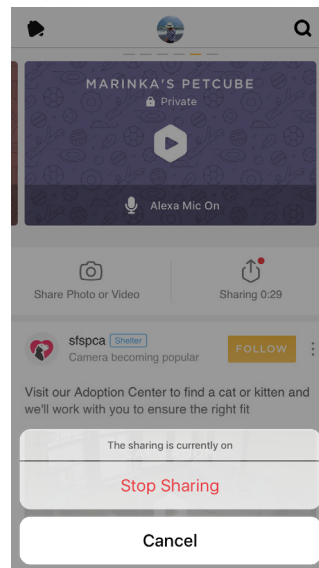 MARINKA'S PETCUBE
Private
Alexa Mic On
Share Photo or Video
Sharing 0:29
sfspca Shelter
Camera becoming popular
FOLLOW
Visit our Adoption Center to find a cat or kitten and
we'll work with you to ensure the right fit
The sharing is currently on
Stop Sharing
Cancel